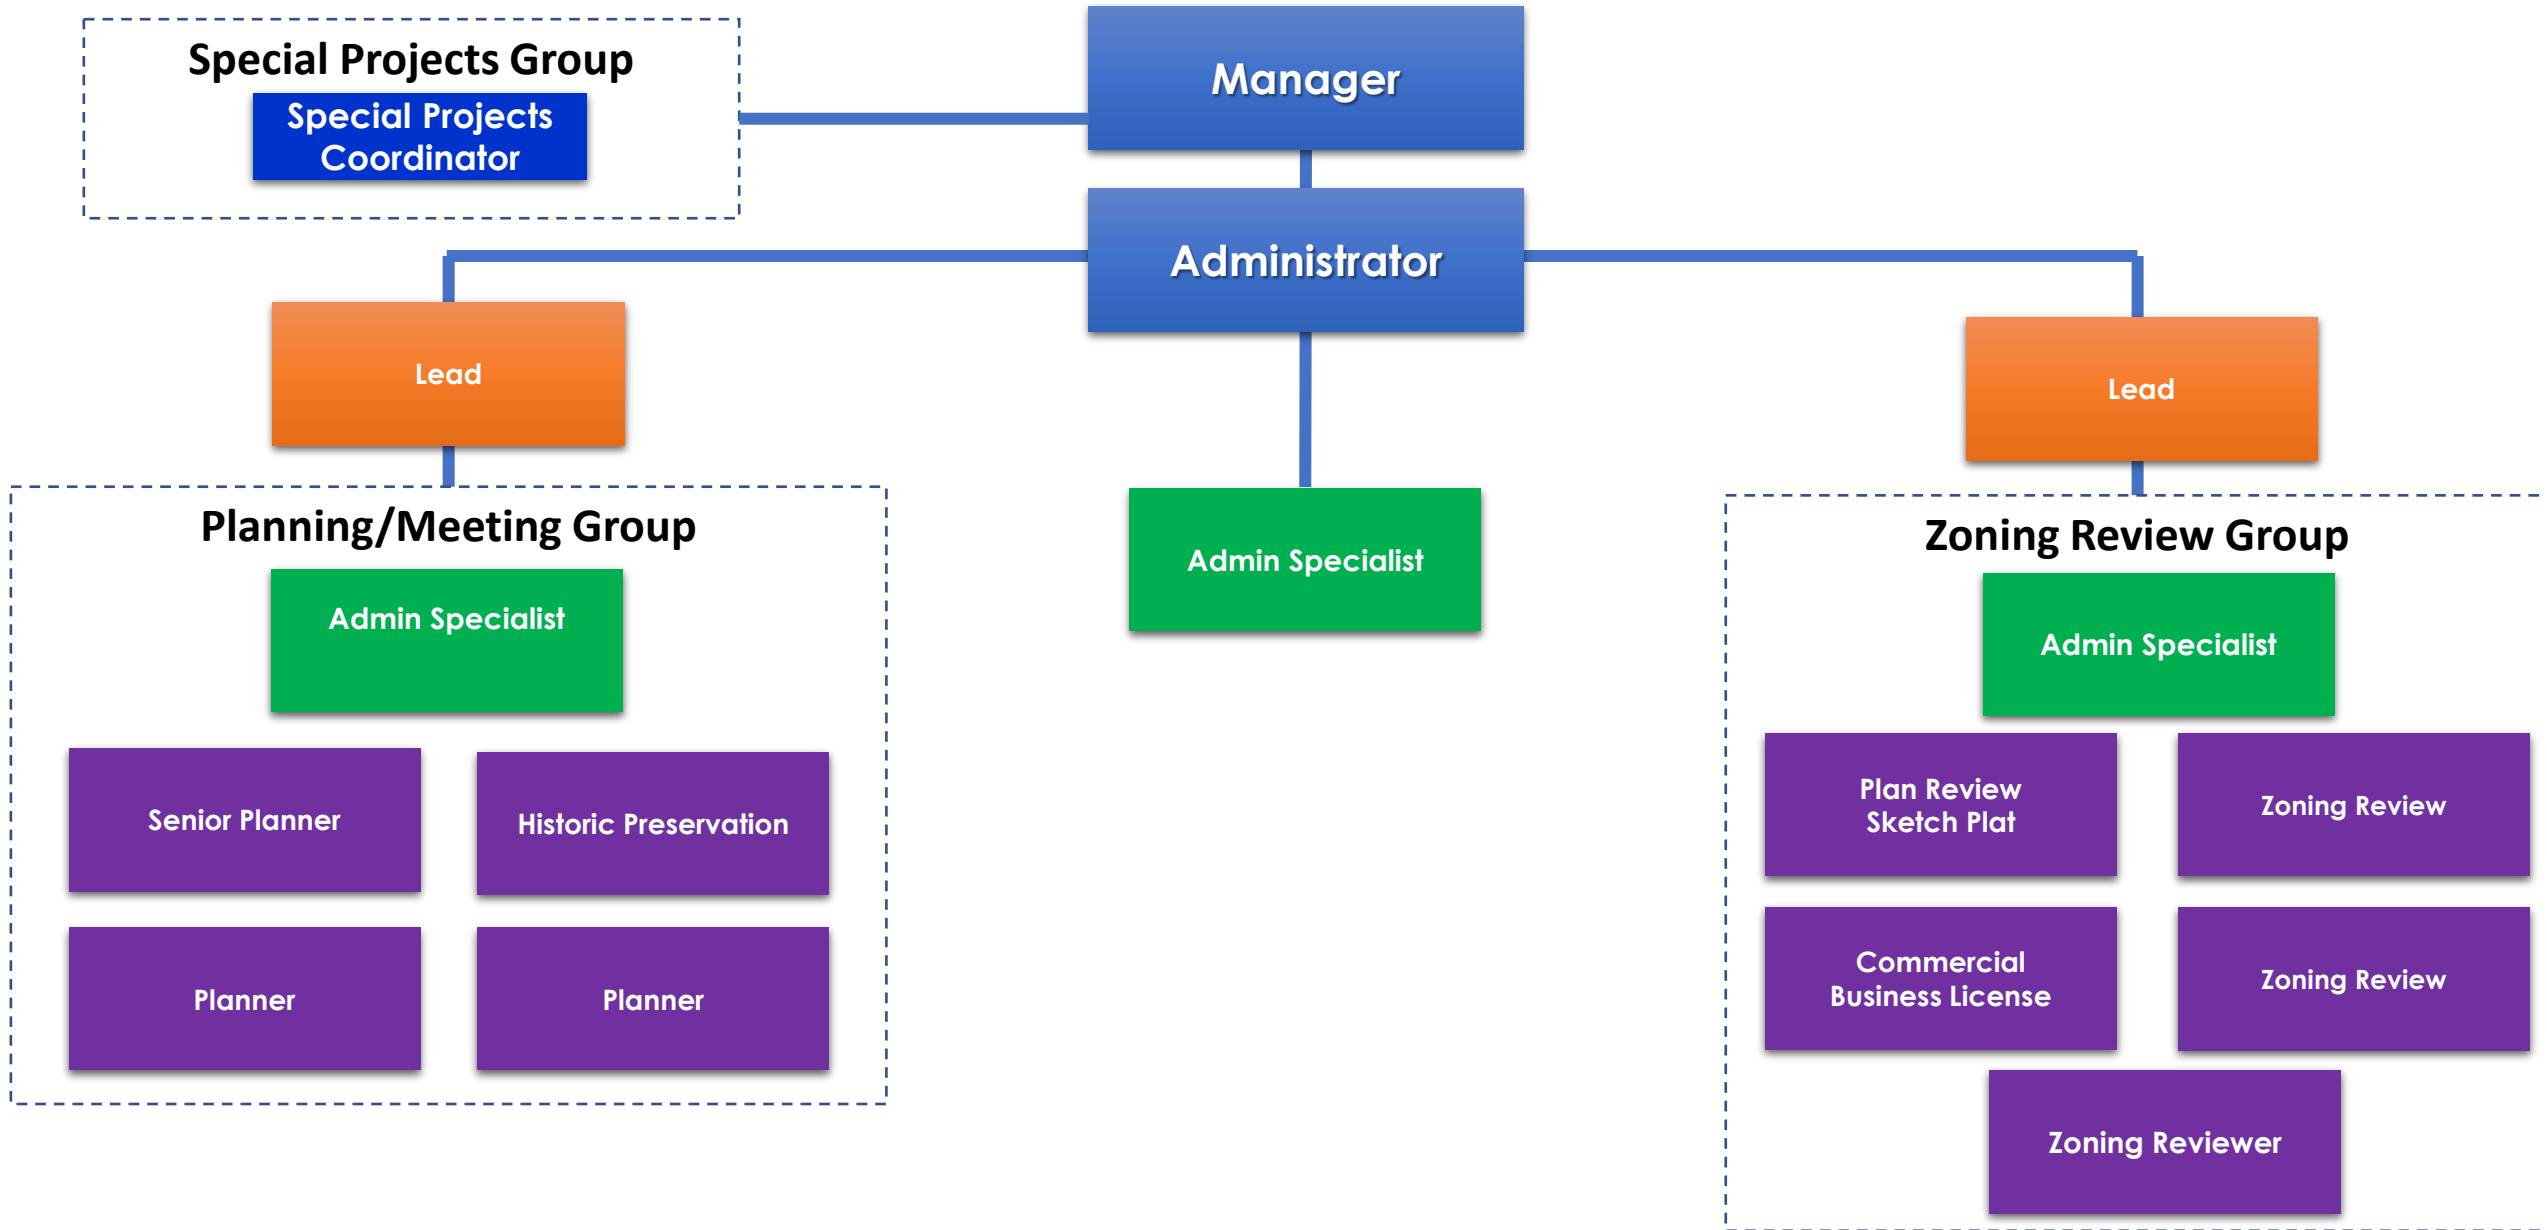 Special Projects Group
Special Projects
Coordinator
Manager
Administrator
Lead
Lead
Planning/Meeting Group
Admin Specialist
Senior Planner
Historic Preservation
Planner
Planner
Admin Specialist
Zoning Review Group
Admin Specialist
Plan Review
Sketch Plat
Zoning Review
Commercial
Business License
Zoning Review
Zoning Reviewer